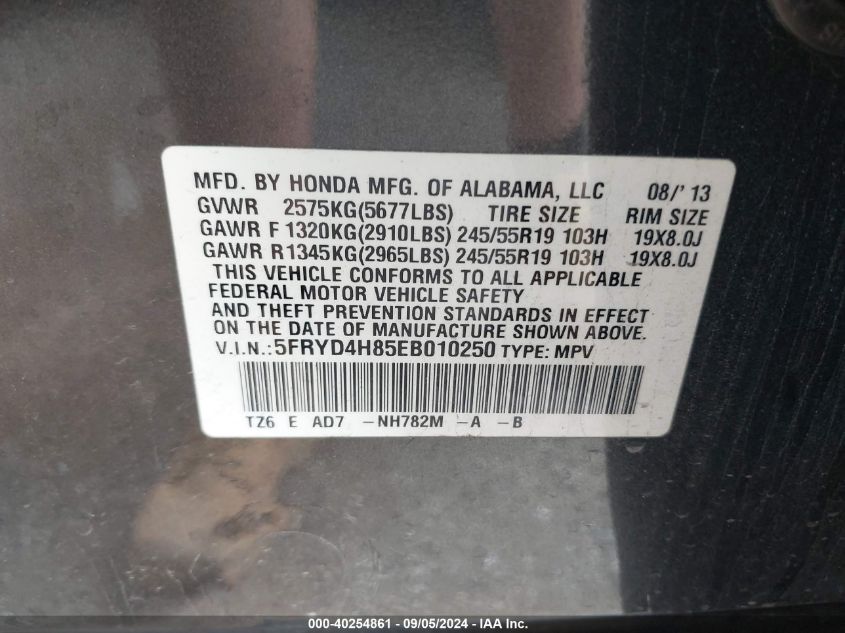 MFD. BY HONDA MFG. OF ALABAMA, LLC 08/'13
GVWR 2575KG(5677LBS) TIRE SIZE RIM SIZE
GAWR F 1320KG(2910LBS) 245/55R19 103H 19X8.0J
GAWR R 1345KG(2965LBS) 245/55R19 103H 19X8.0J
THIS VEHICLE CONFORMS TO ALL APPLICABLE
FEDERAL MOTOR VEHICLE SAFETY
AND THEFT PREVENTION STANDARDS IN EFFECT
ON THE DATE OF MANUFACTURE SHOWN ABOVE.
V.I.N.:5FRYD4H85EB010250 TYPE: MPV
TZ6 E AD7 -NH782M -A -B
000-40254861 - 09/05/2024 - IAA Inc.